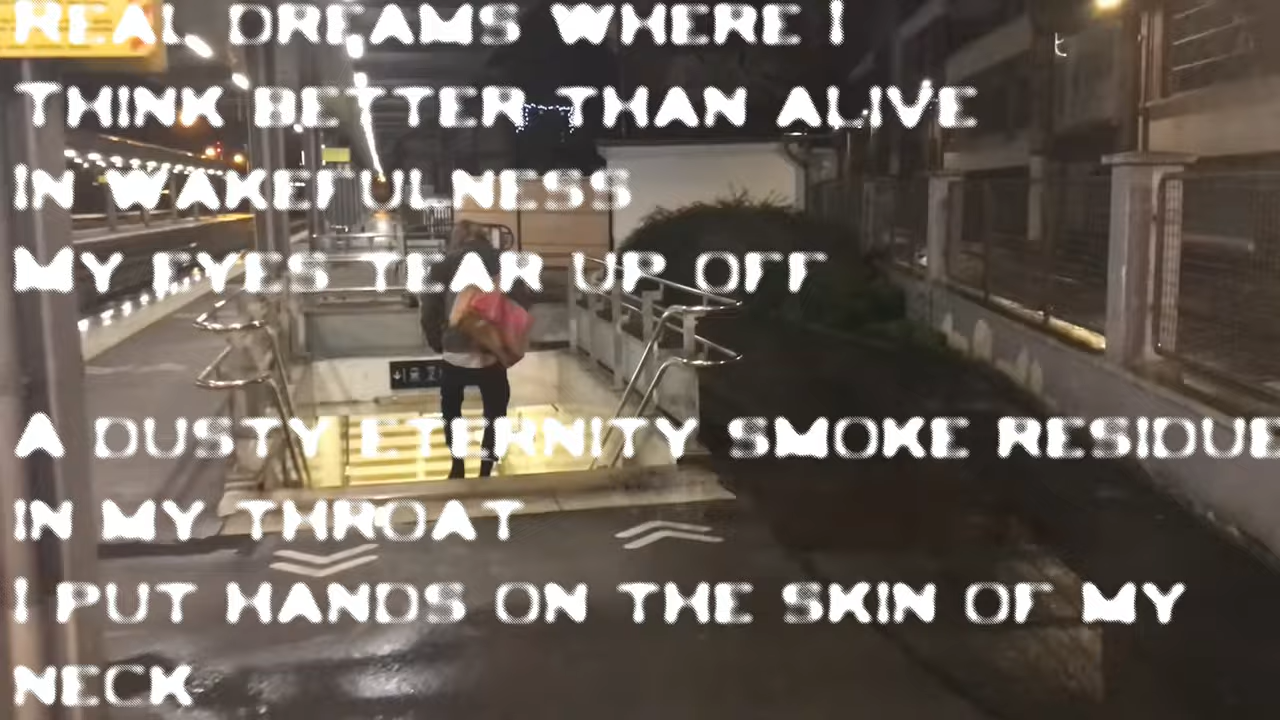 REAL DREAMS WHERE I
THINK BETTER THAN ALIVE
IN WAKEFULNESS
MY EYES TEAR UP OFF
A DUSTY ETERNITY SMOKE RESIDUE
IN MY THROAT
I PUT HANDS ON THE SKIN OF MY
NECK